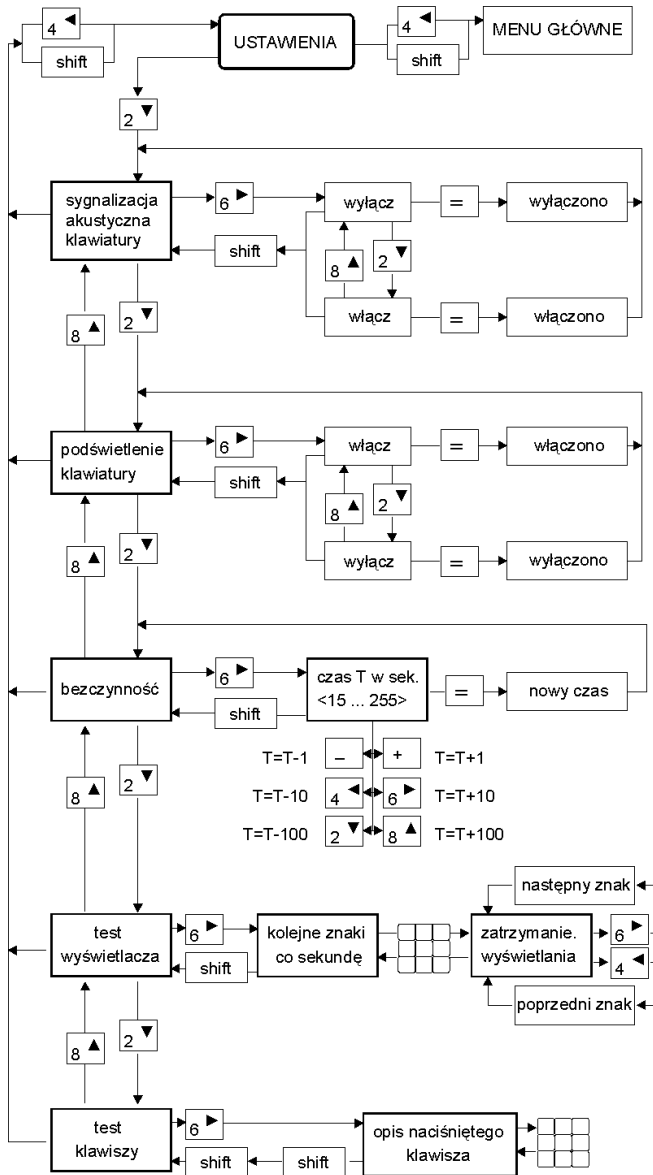 4 ◄
shift
USTAWIENIA
4 ◄
shift
MENU GŁÓWNE
2 ▼
sygnalizacja
akustyczna
klawiatury
6 ►
shift
wyłącz
=
wyłączono
8 ▲
2 ▼
włącz
=
włączono
8 ▲
2 ▼
podświetlenie
klawiatury
6 ►
shift
włącz
=
włączono
8 ▲
2 ▼
wyłącz
=
wyłączono
8 ▲
2 ▼
bezczynność
6 ►
shift
czas T w sek.
<15 ... 255>
=
nowy czas
T=T-1
–
+
T=T+1
T=T-10
4 ◄
6 ►
T=T+10
T=T-100
2 ▼
8 ▲
T=T+100
8 ▲
2 ▼
test
wyświetlacza
6 ►
shift
kolejne znaki
co sekundę
następny znak
zatrzymanie.
wyświetlania
6 ►
4 ◄
poprzedni znak
8 ▲
2 ▼
test
klawiszy
6 ►
shift
shift
opis naciśniętego
klawisza